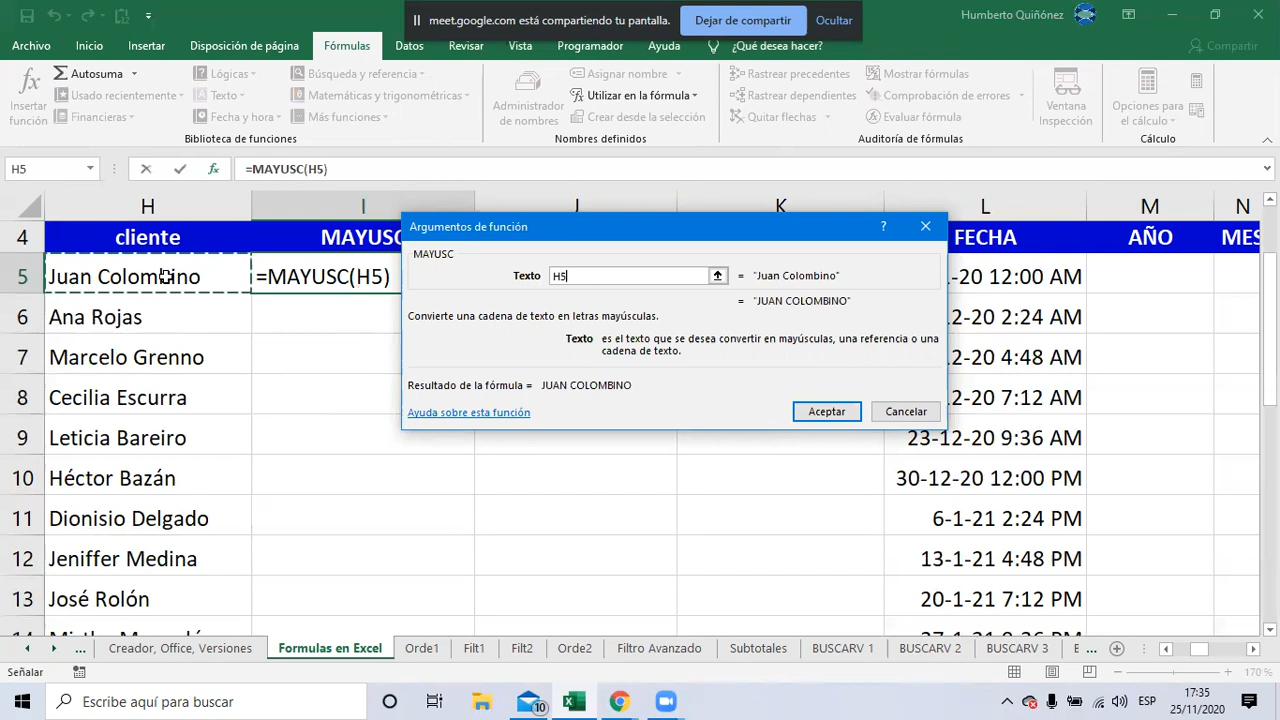 meet.google.com está compartiendo tu pantalla. Dejar de compartir Ocultar
Humberto Quiñónez
Archivo Inicio Insertar Disposición de página Fórmulas Datos Revisar Vista Programador Ayuda ¿Qué desea hacer? Compartir
Insertar función
Autosuma
Usado recientemente
Financieras
Lógicas
Texto
Fecha y hora
Búsqueda y referencia
Matemáticas y trigonométricas
Más funciones
Biblioteca de funciones
Administrador de nombres
Asignar nombre
Utilizar en la fórmula
Crear desde la selección
Nombres definidos
Rastrear precedentes
Rastrear dependientes
Quitar flechas
Mostrar fórmulas
Comprobación de errores
Evaluar fórmula
Auditoría de fórmulas
Ventana Inspección
Opciones para el cálculo
Cálculo
H5 fx =MAYUSC(H5)
H I J K L M N
4 cliente MAYUSC FECHA AÑO MES
5 Juan Colombino =MAYUSC(H5) -20 12:00 AM
6 Ana Rojas 2-20 2:24 AM
7 Marcelo Grenno 2-20 4:48 AM
8 Cecilia Escurra 2-20 7:12 AM
9 Leticia Bareiro 23-12-20 9:36 AM
10 Héctor Bazán 30-12-20 12:00 PM
11 Dionisio Delgado 6-1-21 2:24 PM
12 Jeniffer Medina 13-1-21 4:48 PM
13 José Rolón 20-1-21 7:12 PM
Argumentos de función ?
MAYUSC
Texto H5 = "Juan Colombino"
= "JUAN COLOMBINO"
Convierte una cadena de texto en letras mayúsculas.
Texto es el texto que se desea convertir en mayúsculas, una referencia o una
cadena de texto.
Resultado de la fórmula = JUAN COLOMBINO
Ayuda sobre esta función Aceptar Cancelar
... Creador, Office, Versiones Formulas en Excel Orde1 Filt1 Filt2 Orde2 Filtro Avanzado Subtotales BUSCARV 1 BUSCARV 2 BUSCARV 3 ...
Señalar 170 %
Escribe aquí para buscar 10 ESP 17:35
25/11/2020